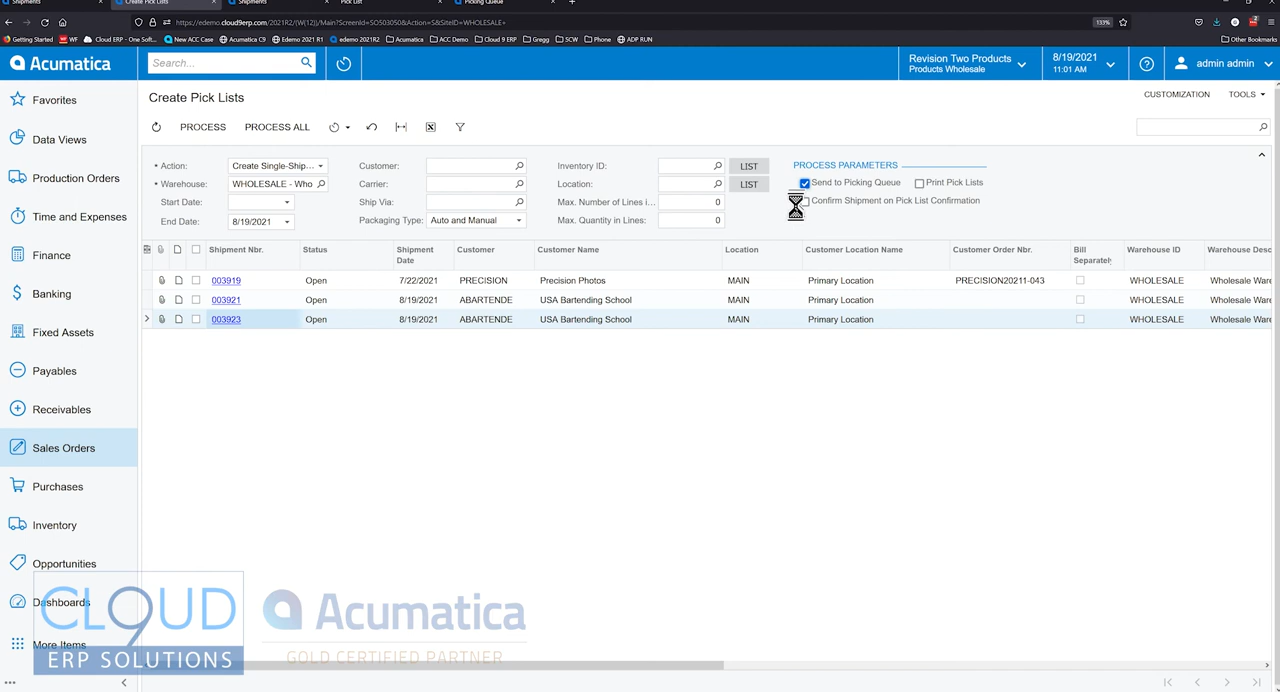 Shipments × Create Pick Lists × Shipments × Pick List × Picking Queue × +
https://edemo.cloud9erp.com/2021R2/(W(12))/Main?ScreenId=SO503050&Action=S&SiteID=WHOLESALE+ 133%
Getting Started WF Cloud ERP - One Soft... New ACC Case Acumatica C9 Edemo 2021 R1 edemo 2021R2 Acumatica ACC Demo Cloud 9 ERP Gregg SCW Phone ADP RUN Other Bookmarks
Acumatica Search... Revision Two Products 8/19/2021 ? admin admin
Products Wholesale 11:01 AM
Favorites
Data Views
Production Orders
Time and Expenses
Finance
Banking
Fixed Assets
Payables
Receivables
Sales Orders
Purchases
Inventory
Opportunities
Dashboards
More Items
Create Pick Lists CUSTOMIZATION TOOLS
PROCESS PROCESS ALL
Action: Create Single-Ship... Customer: Inventory ID: LIST PROCESS PARAMETERS
Warehouse: WHOLESALE - Who Carrier: Location: LIST Send to Picking Queue Print Pick Lists
Start Date: Ship Via: Max. Number of Lines i... 0 Confirm Shipment on Pick List Confirmation
End Date: 8/19/2021 Packaging Type: Auto and Manual Max. Quantity in Lines: 0
Shipment Nbr. Status Shipment Date Customer Customer Name Location Customer Location Name Customer Order Nbr. Bill Separately Warehouse ID Warehouse Desc
003919 Open 7/22/2021 PRECISION Precision Photos MAIN Primary Location PRECISION20211-043 WHOLESALE Wholesale Ware
003921 Open 8/19/2021 ABARTENDE USA Bartending School MAIN Primary Location WHOLESALE Wholesale Ware
003923 Open 8/19/2021 ABARTENDE USA Bartending School MAIN Primary Location WHOLESALE Wholesale Ware
CLOUD 9
ERP SOLUTIONS
Acumatica
GOLD CERTIFIED PARTNER